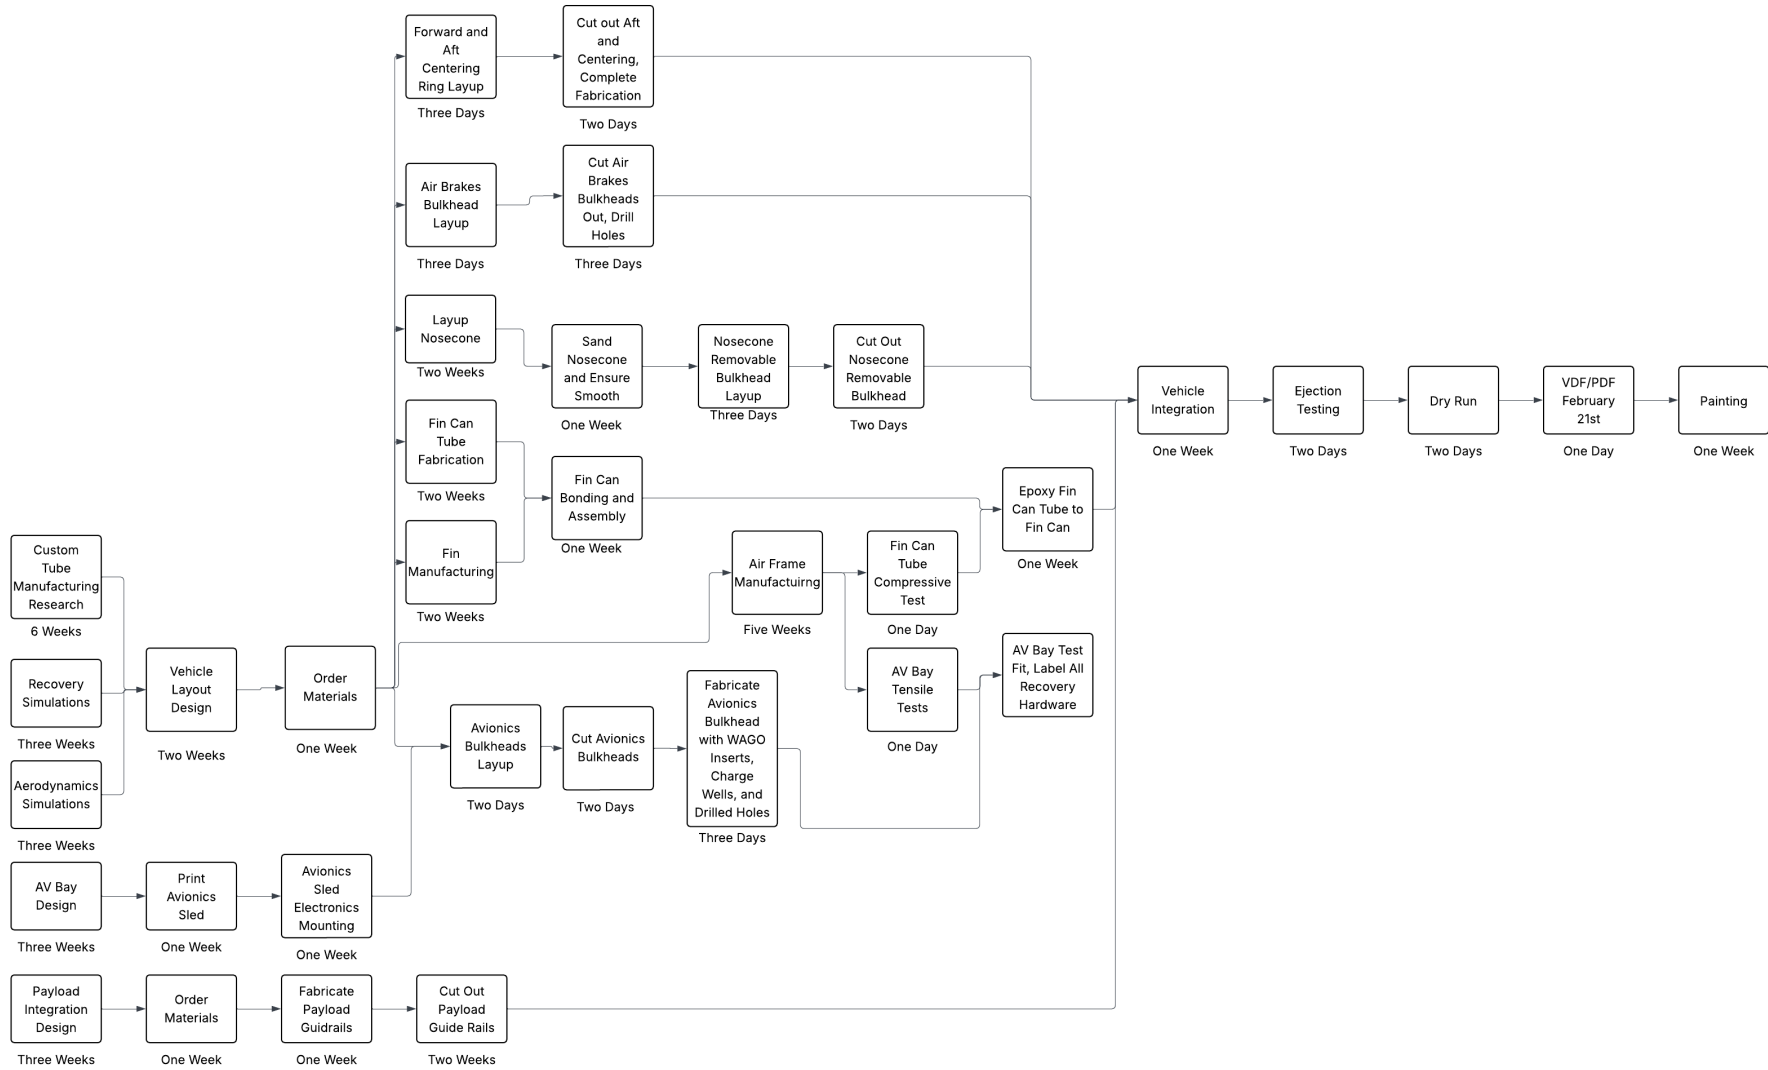 Forward and
Aft
Centering
Ring Layup
Three Days
Cut out Aft
and
Centering,
Complete
Fabrication
Two Days
Air Brakes
Bulkhead
Layup
Three Days
Cut Air
Brakes
Bulkheads
Out, Drill
Holes
Three Days
Layup
Nosecone
Two Weeks
Sand
Nosecone
and Ensure
Smooth
One Week
Nosecone
Removable
Bulkhead
Layup
Three Days
Cut Out
Nosecone
Removable
Bulkhead
Two Days
Fin Can
Tube
Fabrication
Two Weeks
Fin
Manufacturing
Two Weeks
Fin Can
Bonding and
Assembly
One Week
Epoxy Fin
Can Tube to
Fin Can
One Week
Vehicle
Integration
One Week
Ejection
Testing
Two Days
Dry Run
Two Days
VDF/PDF
February
21st
One Day
Painting
One Week
Custom
Tube
Manufacturing
Research
6 Weeks
Recovery
Simulations
Three Weeks
Aerodynamics
Simulations
Three Weeks
Vehicle
Layout
Design
Two Weeks
Order
Materials
One Week
Air Frame
Manufactuirng
Five Weeks
Fin Can
Tube
Compressive
Test
One Day
AV Bay
Tensile
Tests
One Day
AV Bay Test
Fit, Label All
Recovery
Hardware
Avionics
Bulkheads
Layup
Two Days
Cut Avionics
Bulkheads
Two Days
Fabricate
Avionics
Bulkhead
with WAGO
Inserts,
Charge
Wells, and
Drilled Holes
Three Days
AV Bay
Design
Three Weeks
Print
Avionics
Sled
One Week
Avionics
Sled
Electronics
Mounting
One Week
Payload
Integration
Design
Three Weeks
Order
Materials
One Week
Fabricate
Payload
Guidrails
One Week
Cut Out
Payload
Guide Rails
Two Weeks